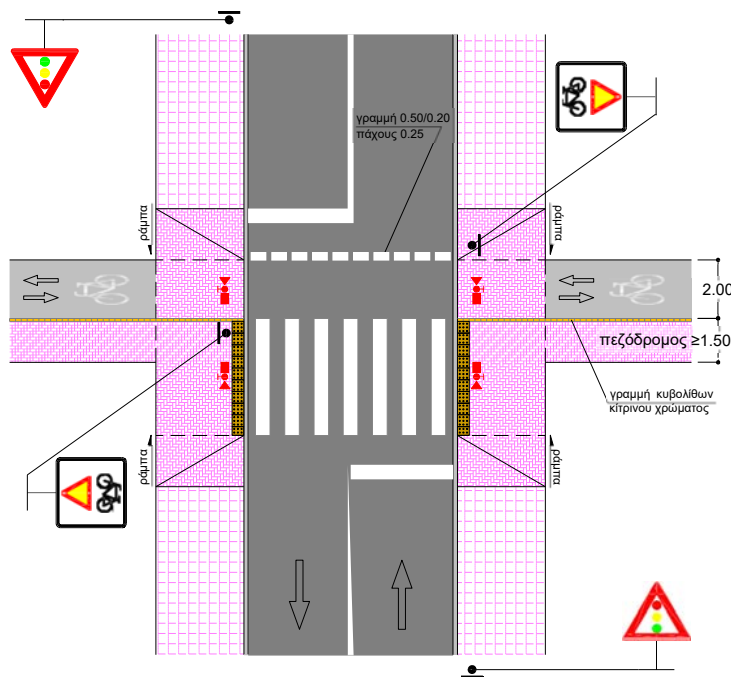 γραμμή 0.50/0.20
πάχους 0.25
ράμπα
ράμπα
2.00
πεζόδρομος ≥1.50
γραμμή κυβολίθων
κίτρινου χρώματος
ράμπα
ράμπα